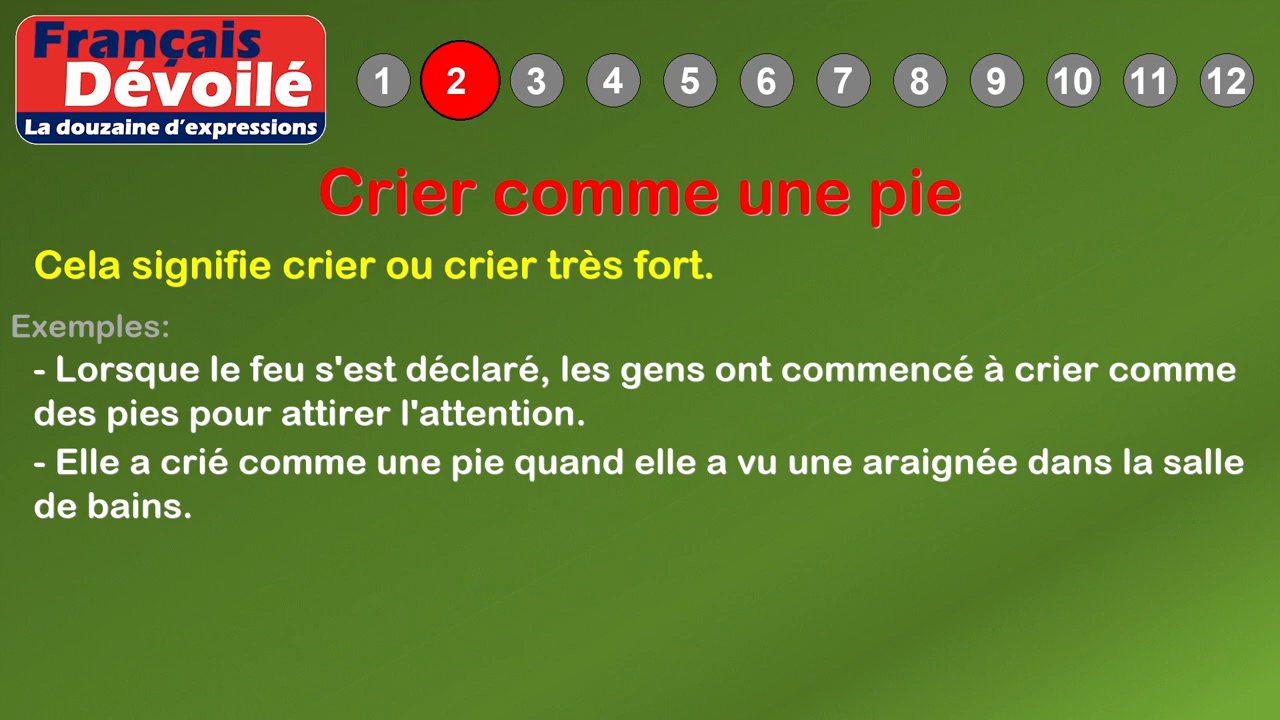 Français
Dévoilé
La douzaine d'expressions
1 2 3 4 5 6 7 8 9 10 11 12
Crier comme une pie
Cela signifie crier ou crier très fort.
Exemples:
- Lorsque le feu s'est déclaré, les gens ont commencé à crier comme
des pies pour attirer l'attention.
- Elle a crié comme une pie quand elle a vu une araignée dans la salle
de bains.